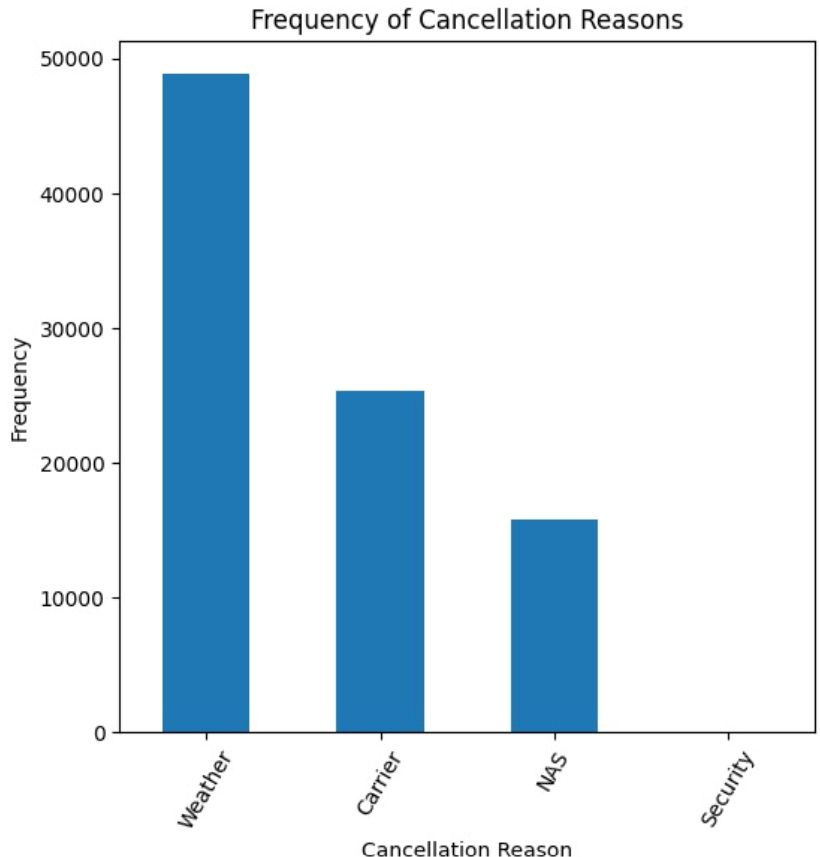 Frequency of Cancellation Reasons
50000
40000
30000
20000
10000
0
Frequency
Weather
Carrier
NAS
Security
Cancellation Reason